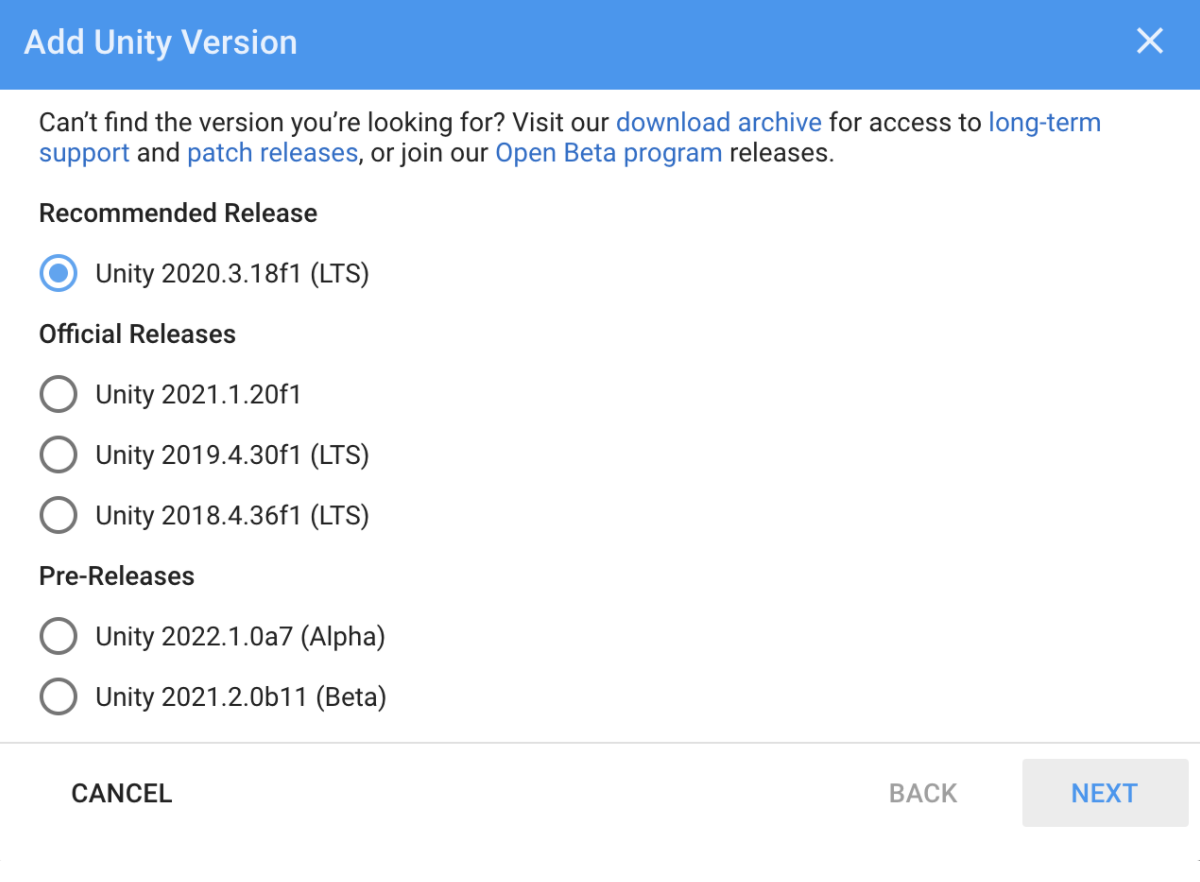 Add Unity Version
Can’t find the version you’re looking for? Visit our download archive for access to long-term
support and patch releases, or join our Open Beta program releases.
Recommended Release
Unity 2020.3.18f1 (LTS)
Official Releases
Unity 2021.1.20f1
Unity 2019.4.30f1 (LTS)
Unity 2018.4.36f1 (LTS)
Pre-Releases
Unity 2022.1.0a7 (Alpha)
Unity 2021.2.0b11 (Beta)
CANCEL BACK NEXT